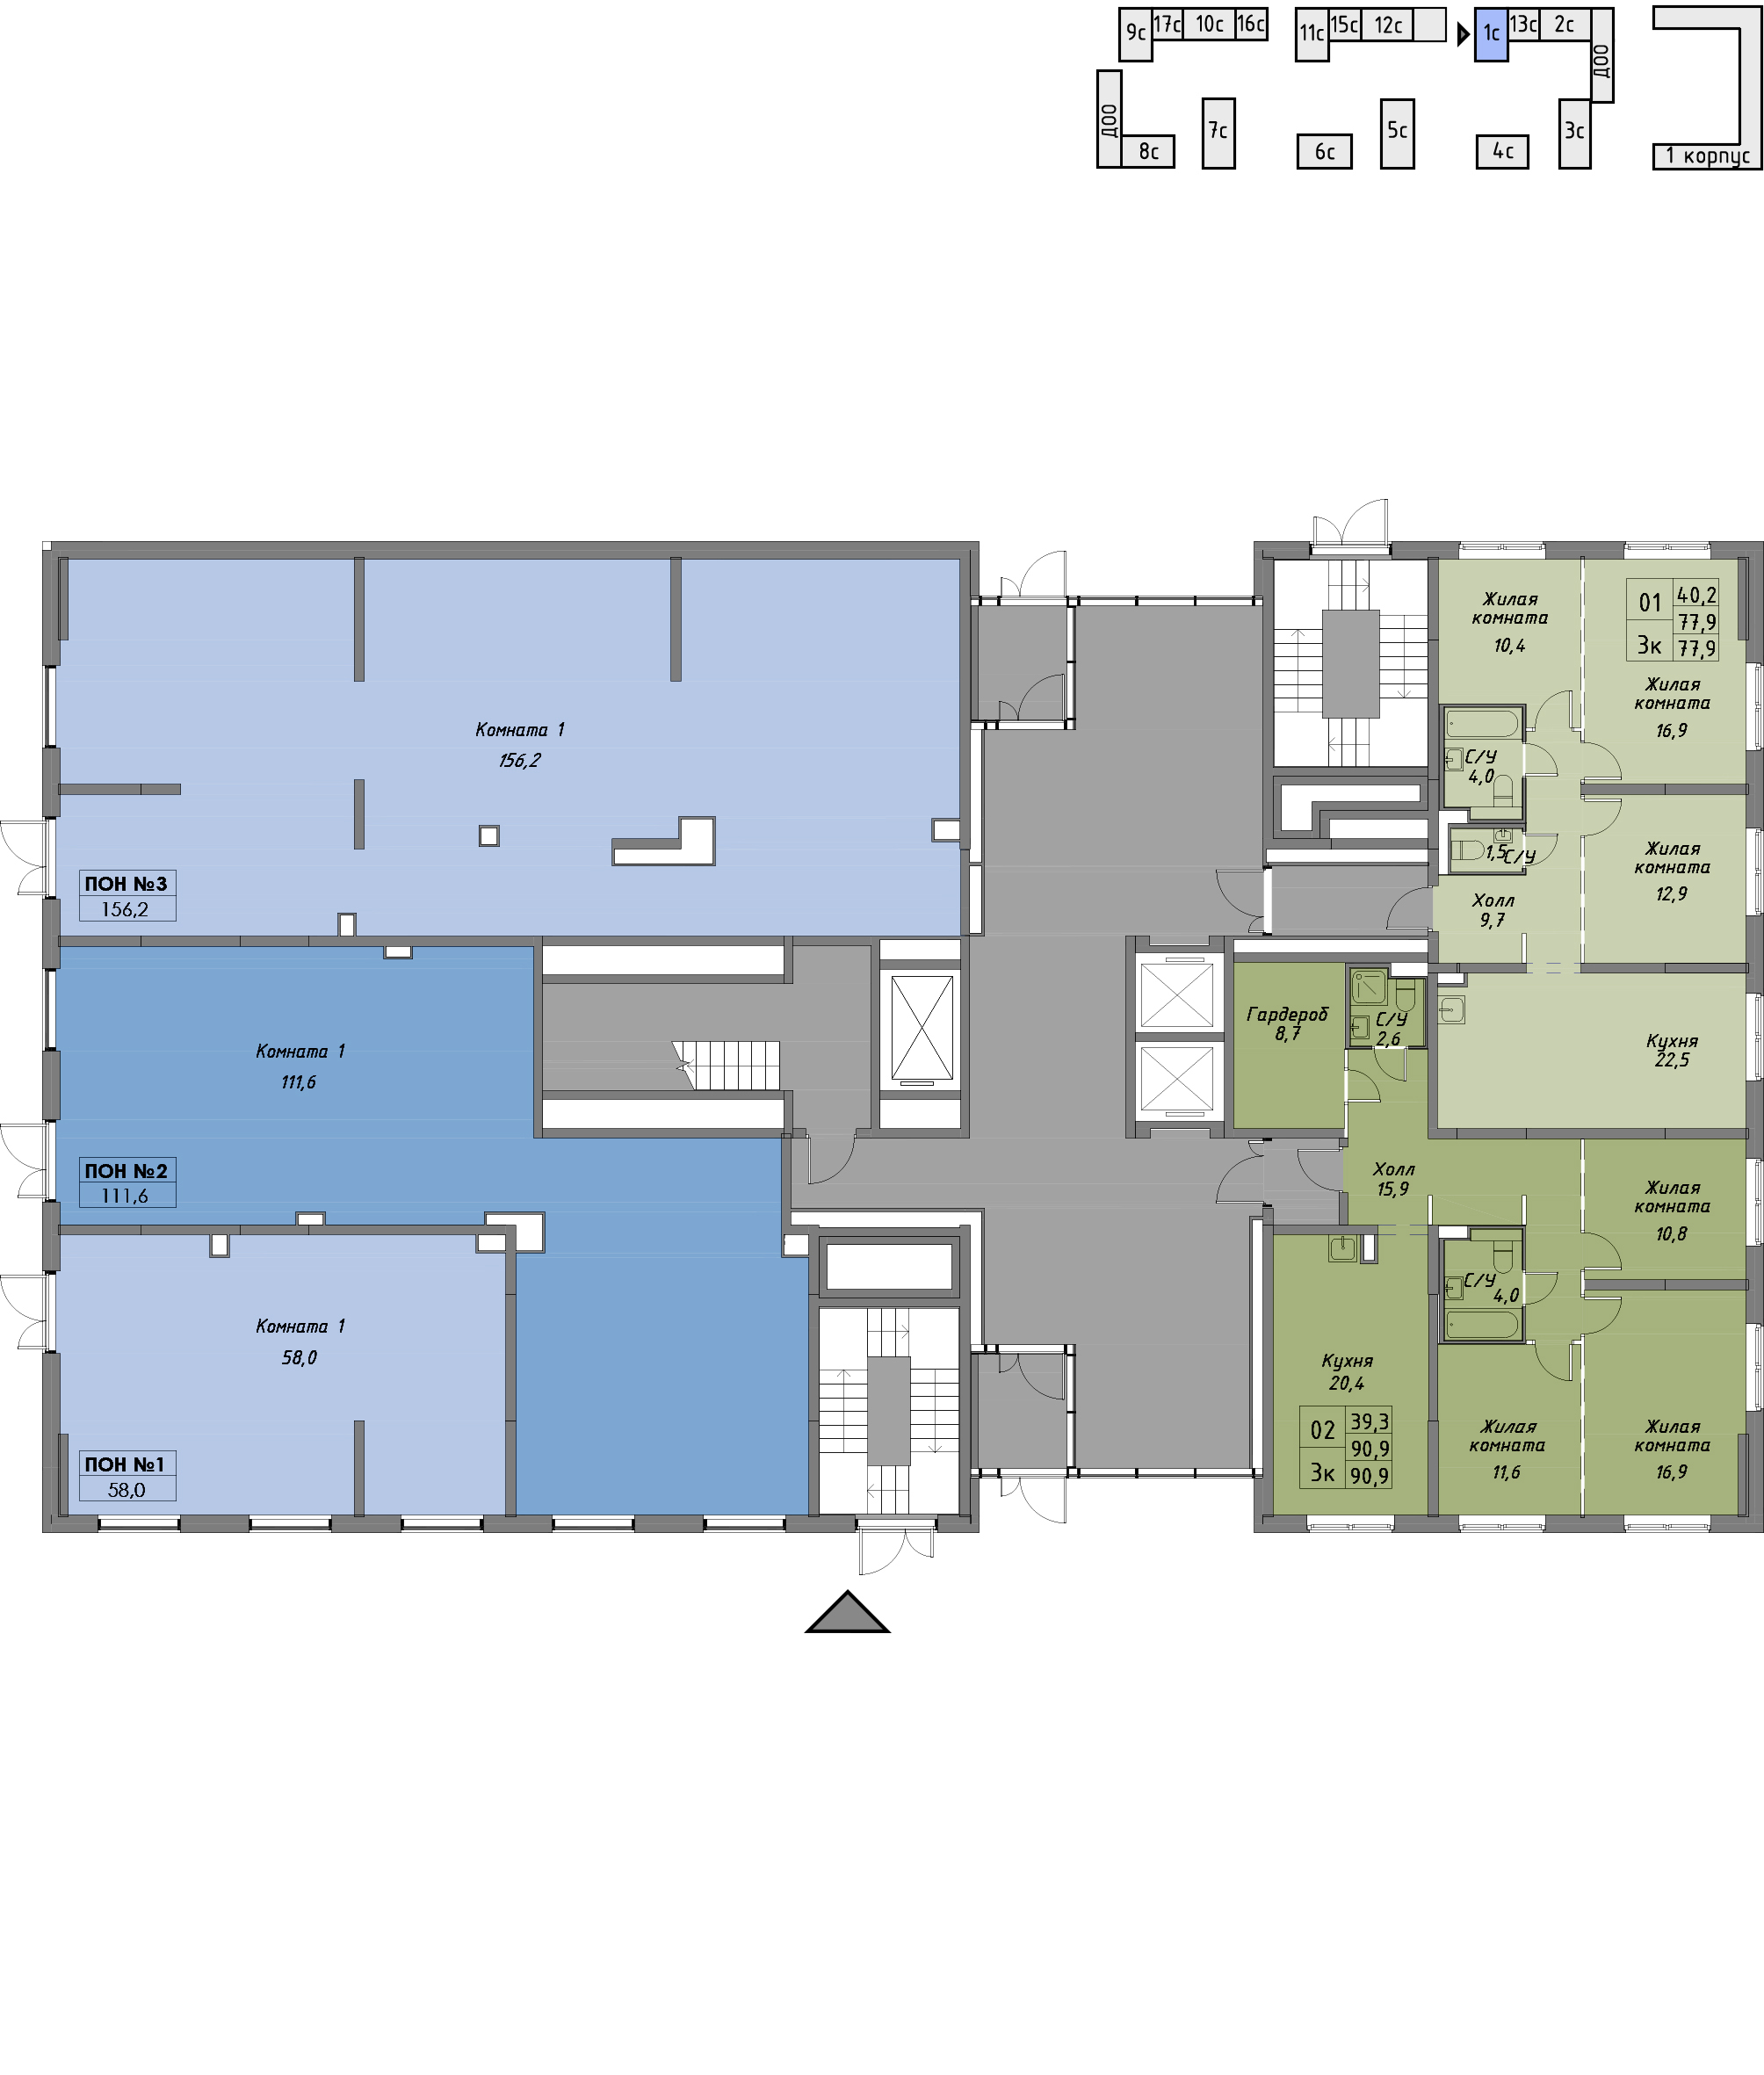 9с 17с 10с 16с 11с 15с 12с 1с 13с 2с ДОО
ДОО 7с 5с 3с
8с 6с 4с 1 корпус
Жилая
комната
10,4
01 40,2
77,9
3к 77,9
Жилая
комната
16,9
Комната 1
156,2
С/У
4,0
1,5 С/У
Жилая
комната
12,9
ПОН №3
156,2
Холл
9,7
Гардероб
8,7
С/У
2,6
Кухня
22,5
Комната 1
111,6
ПОН №2
111,6
Холл
15,9
Жилая
комната
10,8
С/У
4,0
Комната 1
58,0
Кухня
20,4
02 39,3
90,9
3к 90,9
Жилая
комната
11,6
Жилая
комната
16,9
ПОН №1
58,0